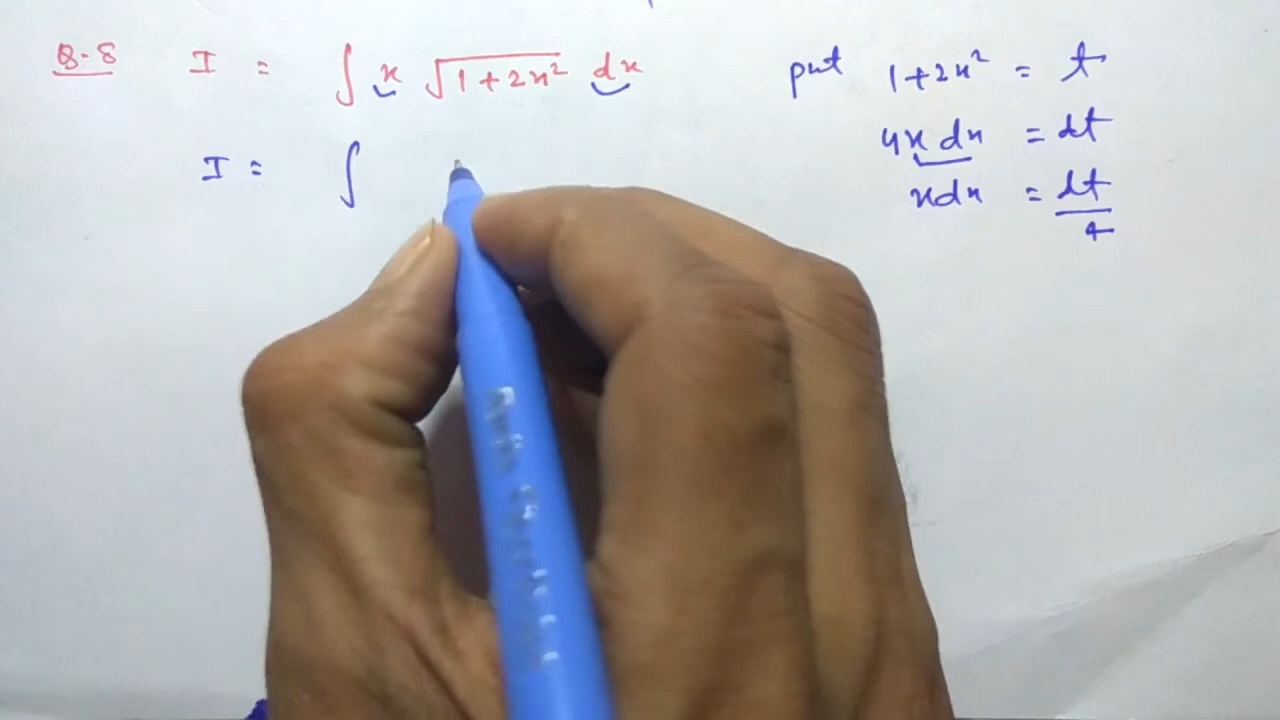 Q-8 I = ∫ x √1+2x² dx put 1+2x² = t
4x dx = dt
I = ∫
x dx = dt/4